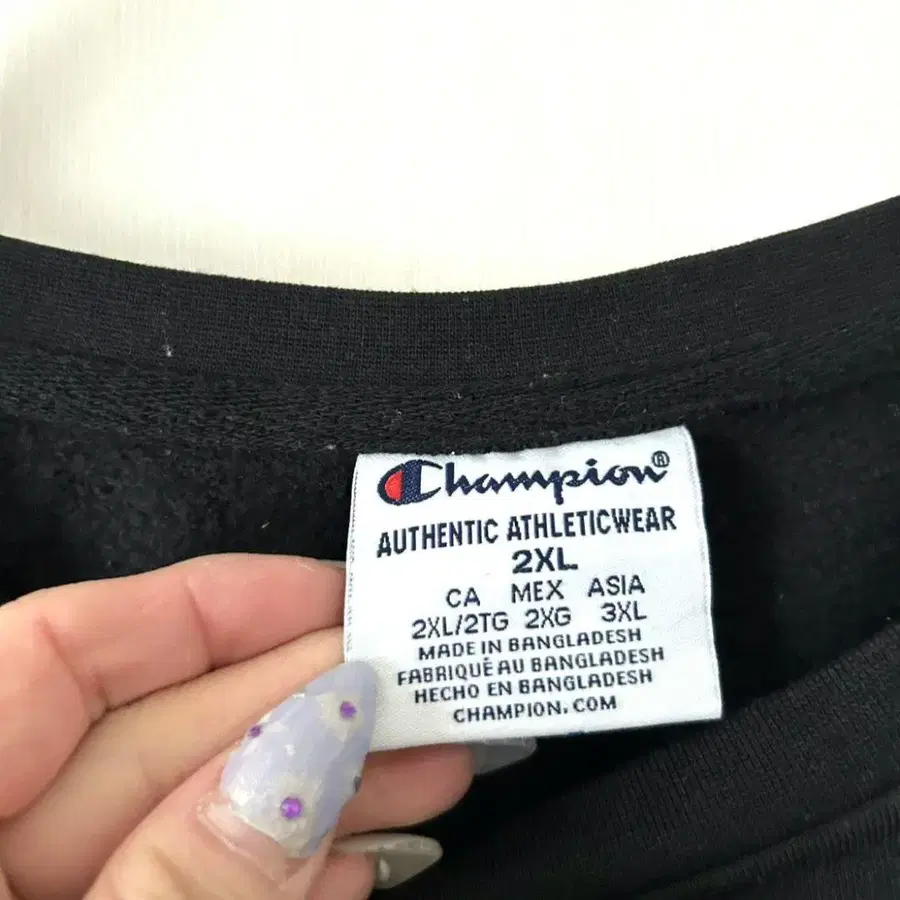 Champion®
AUTHENTIC ATHLETICWEAR
2XL
CA MEX ASIA
2XL/2TG 2XG 3XL
MADE IN BANGLADESH
FABRIQUÉ AU BANGLADESH
HECHO EN BANGLADESH
CHAMPION.COM